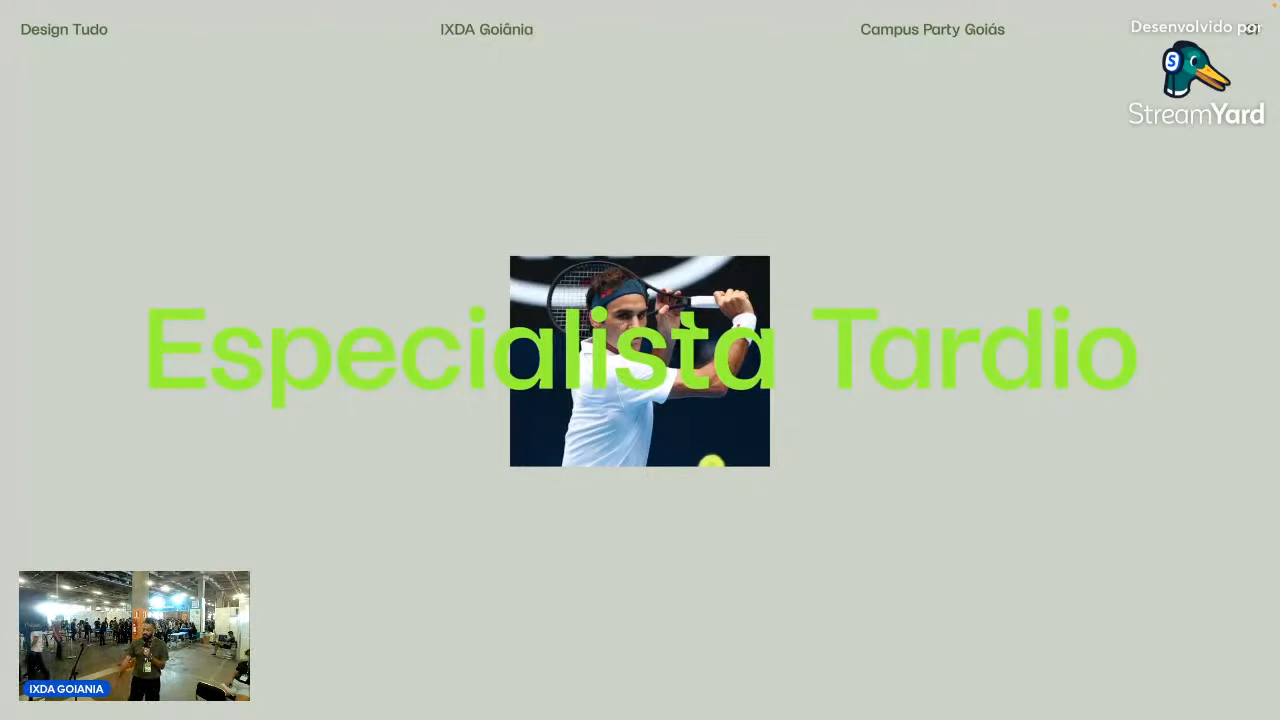 Design Tudo
IXDA Goiânia
Campus Party Goiás
Desenvolvido por
S
StreamYard
Especialista Tardio
IXDA GOIANIA